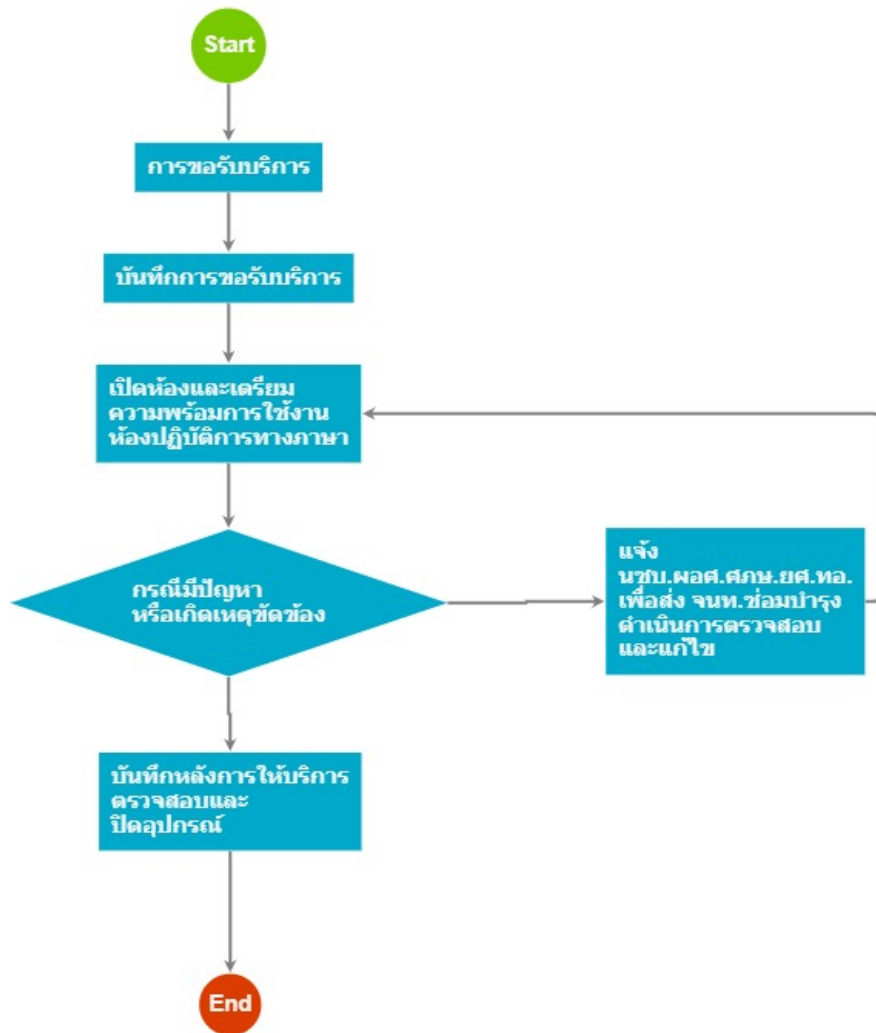 Start
การขอรับบริการ
บันทึกการขอรับบริการ
เปิดห้องและเตรียม
ความพร้อมการใช้งาน
ห้องปฏิบัติการทางภาษา
กรณีมีปัญหา
หรือเกิดเหตุขัดข้อง
แจ้ง
นซบ.ผอศ.ศภษ.ยศ.ทอ.
เพื่อส่ง จนท.ซ่อมบำรุง
ดำเนินการตรวจสอบ
และแก้ไข
บันทึกหลังการให้บริการ
ตรวจสอบและ
ปิดอุปกรณ์
End